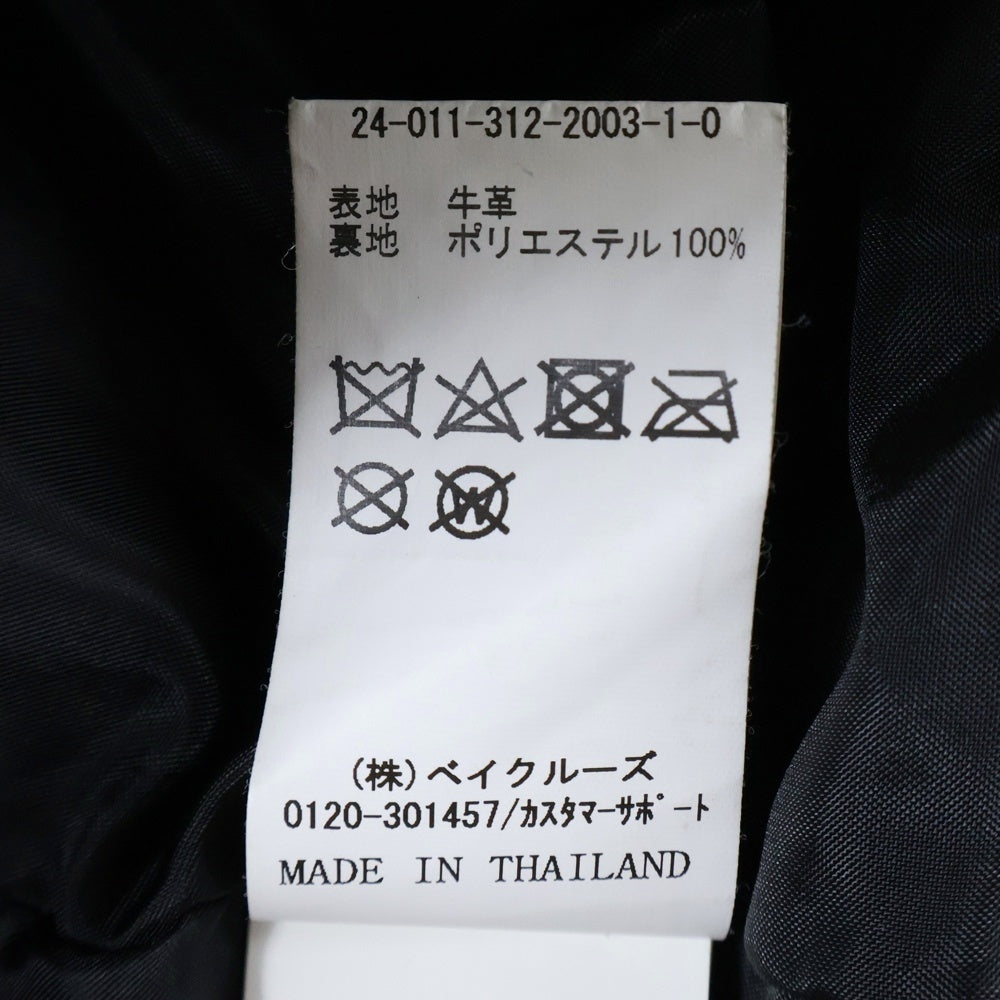 24-011-312-2003-1-0
表地 牛革
裏地 ポリエステル100%
W
(株)ベイクルーズ
0120-301457/ｶｽﾀﾏｰｻﾎﾟｰﾄ
MADE IN THAILAND